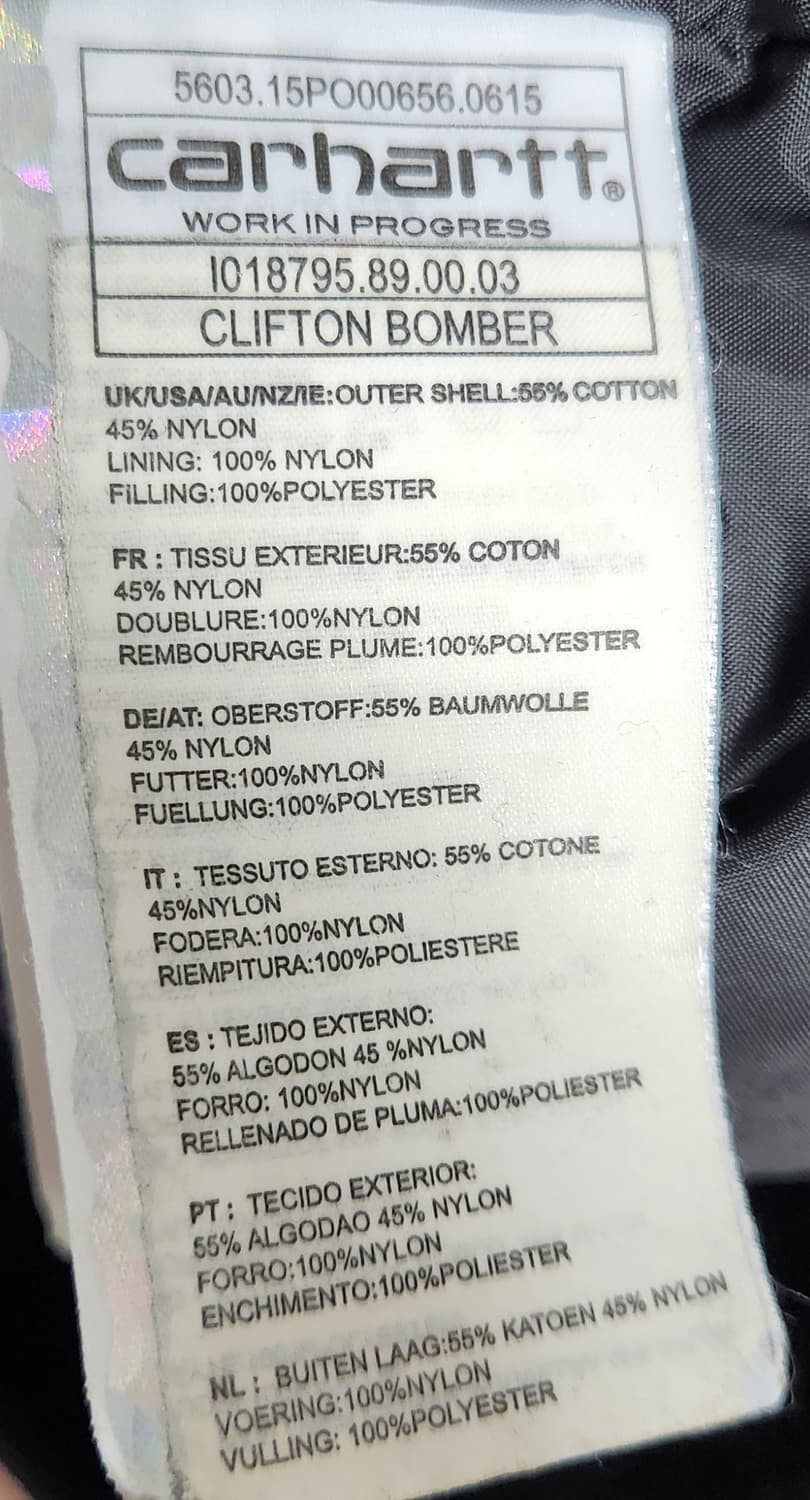 5603.15PO00656.0615
carhartt®
WORK IN PROGRESS
I018795.89.00.03
CLIFTON BOMBER
UK/USA/AU/NZ/IE:OUTER SHELL:55% COTTON
45% NYLON
LINING: 100% NYLON
FILLING:100%POLYESTER
FR : TISSU EXTERIEUR:55% COTON
45% NYLON
DOUBLURE:100%NYLON
REMBOURRAGE PLUME:100%POLYESTER
DE/AT: OBERSTOFF:55% BAUMWOLLE
45% NYLON
FUTTER:100%NYLON
FUELLUNG:100%POLYESTER
IT : TESSUTO ESTERNO: 55% COTONE
45%NYLON
FODERA:100%NYLON
RIEMPITURA:100%POLIESTERE
ES : TEJIDO EXTERNO:
55% ALGODON 45 %NYLON
FORRO: 100%NYLON
RELLENADO DE PLUMA:100%POLIESTER
PT : TECIDO EXTERIOR:
55% ALGODAO 45% NYLON
FORRO:100%NYLON
ENCHIMENTO:100%POLIESTER
NL : BUITEN LAAG:55% KATOEN 45% NYLON
VOERING:100%NYLON
VULLING: 100%POLYESTER